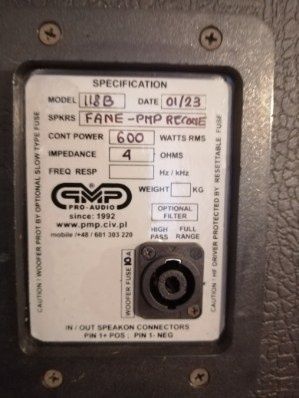 SPECIFICATION
MODEL 118B DATE 01/23
SPKRS FANE-PMP RECONE
CONT POWER 600 WATTS RMS
IMPEDANCE 4 OHMS
FREQ RESP Hz / kHz
PMP WEIGHT KG
PRO-AUDIO
since: 1992
www.pmp.civ.pl
mobile /+48 / 601 303 220
OPTIONAL
FILTER
HIGH PASS FULL RANGE
WOOFER FUSE 8 A
IN / OUT SPEAKON CONNECTORS
PIN 1+ POS ; PIN 1- NEG
CAUTION : WOOFER PROT BY OPTIONAL SLOW TYPE FUSE
CAUTION : HF DRIVER PROTECTED BY RESETTABLE FUSE